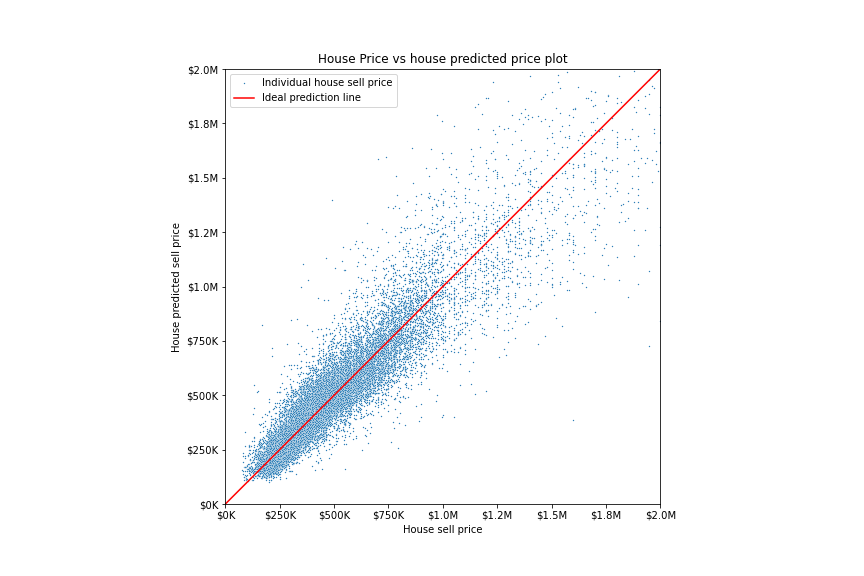 House Price vs house predicted price plot
Individual house sell price
Ideal prediction line
House predicted sell price
$2.0M
$1.8M
$1.5M
$1.2M
$1.0M
$750K
$500K
$250K
$0K
$0K $250K $500K $750K $1.0M $1.2M $1.5M $1.8M $2.0M
House sell price